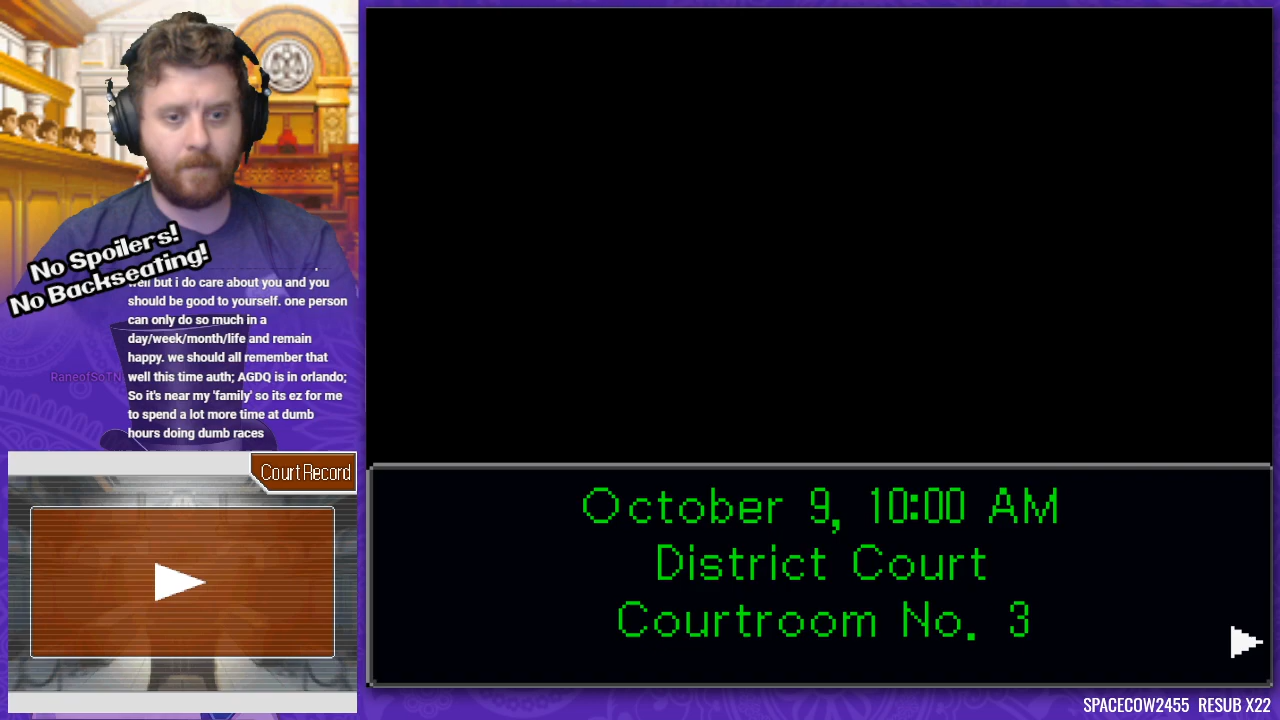 No Spoilers!
No Backseating!
well but i do care about you and you
should be good to yourself. one person
can only do so much in a
day/week/month/life and remain
happy. we should all remember that
RaneofSoTN well this time auth; AGDQ is in orlando;
So it's near my 'family' so its ez for me
to spend a lot more time at dumb
hours doing dumb races
Court Record
October 9, 10:00 AM
District Court
Courtroom No. 3
SPACECOW2455 RESUB X22